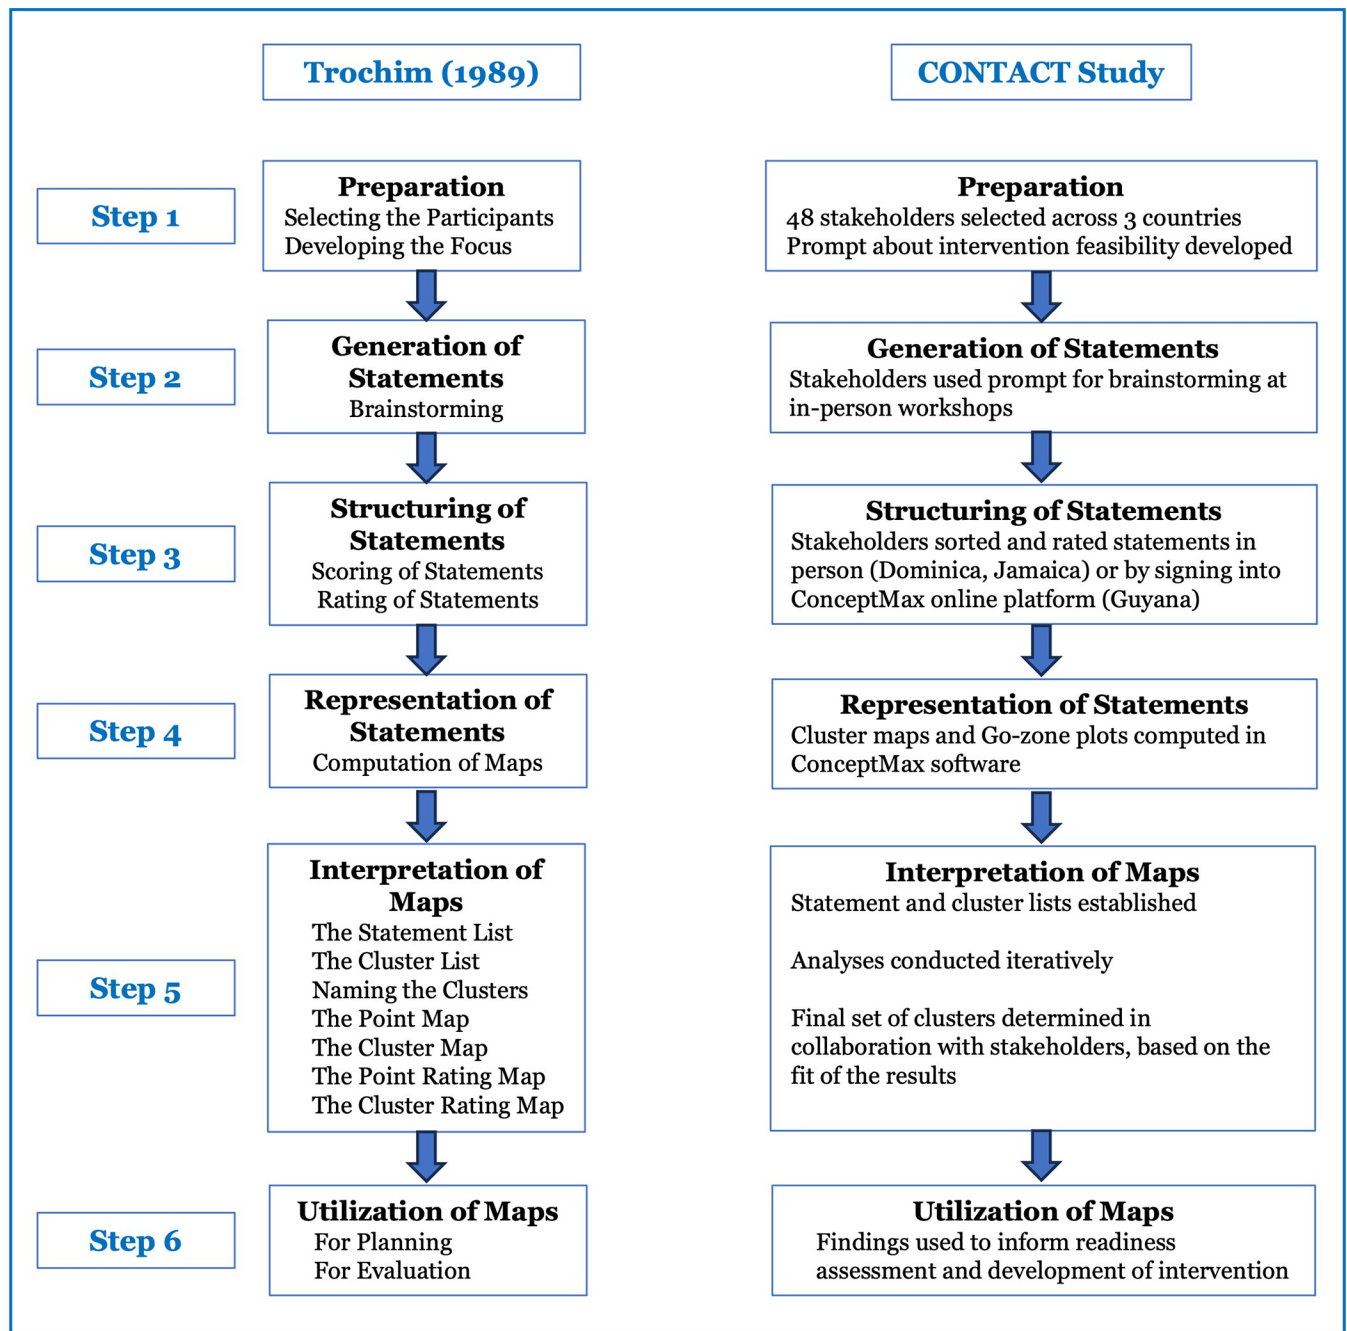 Trochim (1989)
CONTACT Study
Step 1
Preparation
Selecting the Participants
Developing the Focus
Preparation
48 stakeholders selected across 3 countries
Prompt about intervention feasibility developed
Step 2
Generation of
Statements
Brainstorming
Generation of Statements
Stakeholders used prompt for brainstorming at
in-person workshops
Step 3
Structuring of
Statements
Scoring of Statements
Rating of Statements
Structuring of Statements
Stakeholders sorted and rated statements in
person (Dominica, Jamaica) or by signing into
ConceptMax online platform (Guyana)
Step 4
Representation of
Statements
Computation of Maps
Representation of Statements
Cluster maps and Go-zone plots computed in
ConceptMax software
Step 5
Interpretation of
Maps
The Statement List
The Cluster List
Naming the Clusters
The Point Map
The Cluster Map
The Point Rating Map
The Cluster Rating Map
Interpretation of Maps
Statement and cluster lists established
Analyses conducted iteratively
Final set of clusters determined in
collaboration with stakeholders, based on the
fit of the results
Step 6
Utilization of Maps
For Planning
For Evaluation
Utilization of Maps
Findings used to inform readiness
assessment and development of intervention